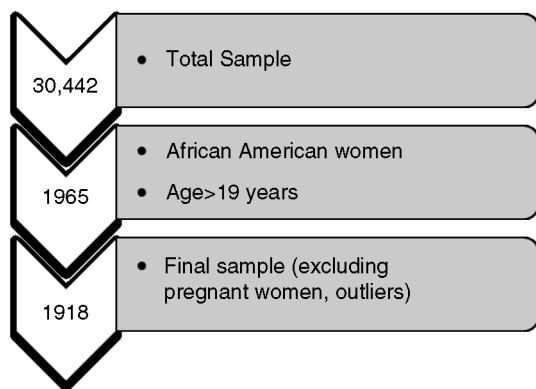 30,442
• Total Sample
1965
• African American women
• Age>19 years
1918
• Final sample (excluding
pregnant women, outliers)